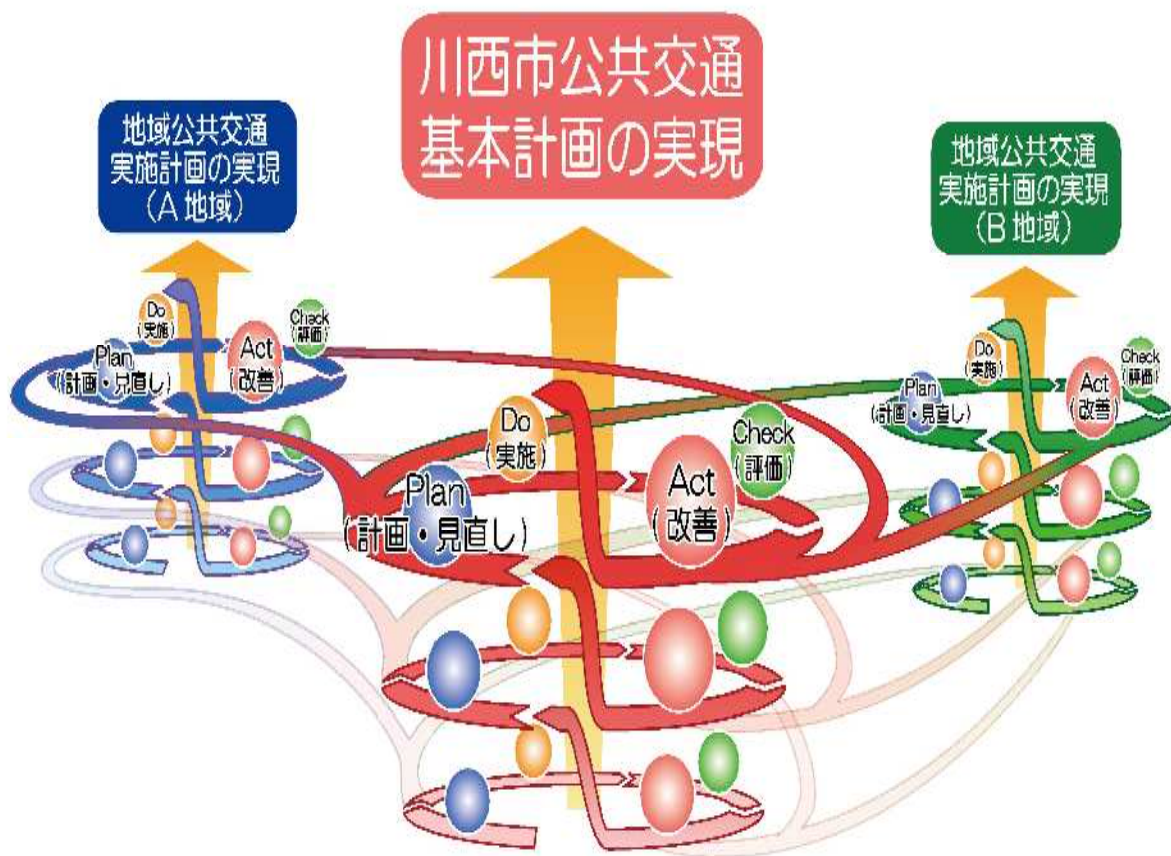 川西市公共交通
基本計画の実現
地域公共交通
実施計画の実現
(A 地域)
地域公共交通
実施計画の実現
(B 地域)
Do
(実施)
Check
(評価)
Plan
(計画・見直し)
Act
(改善)
Do
(実施)
Check
(評価)
Plan
(計画・見直し)
Act
(改善)
Do
(実施)
Check
(評価)
Plan
(計画・見直し)
Act
(改善)